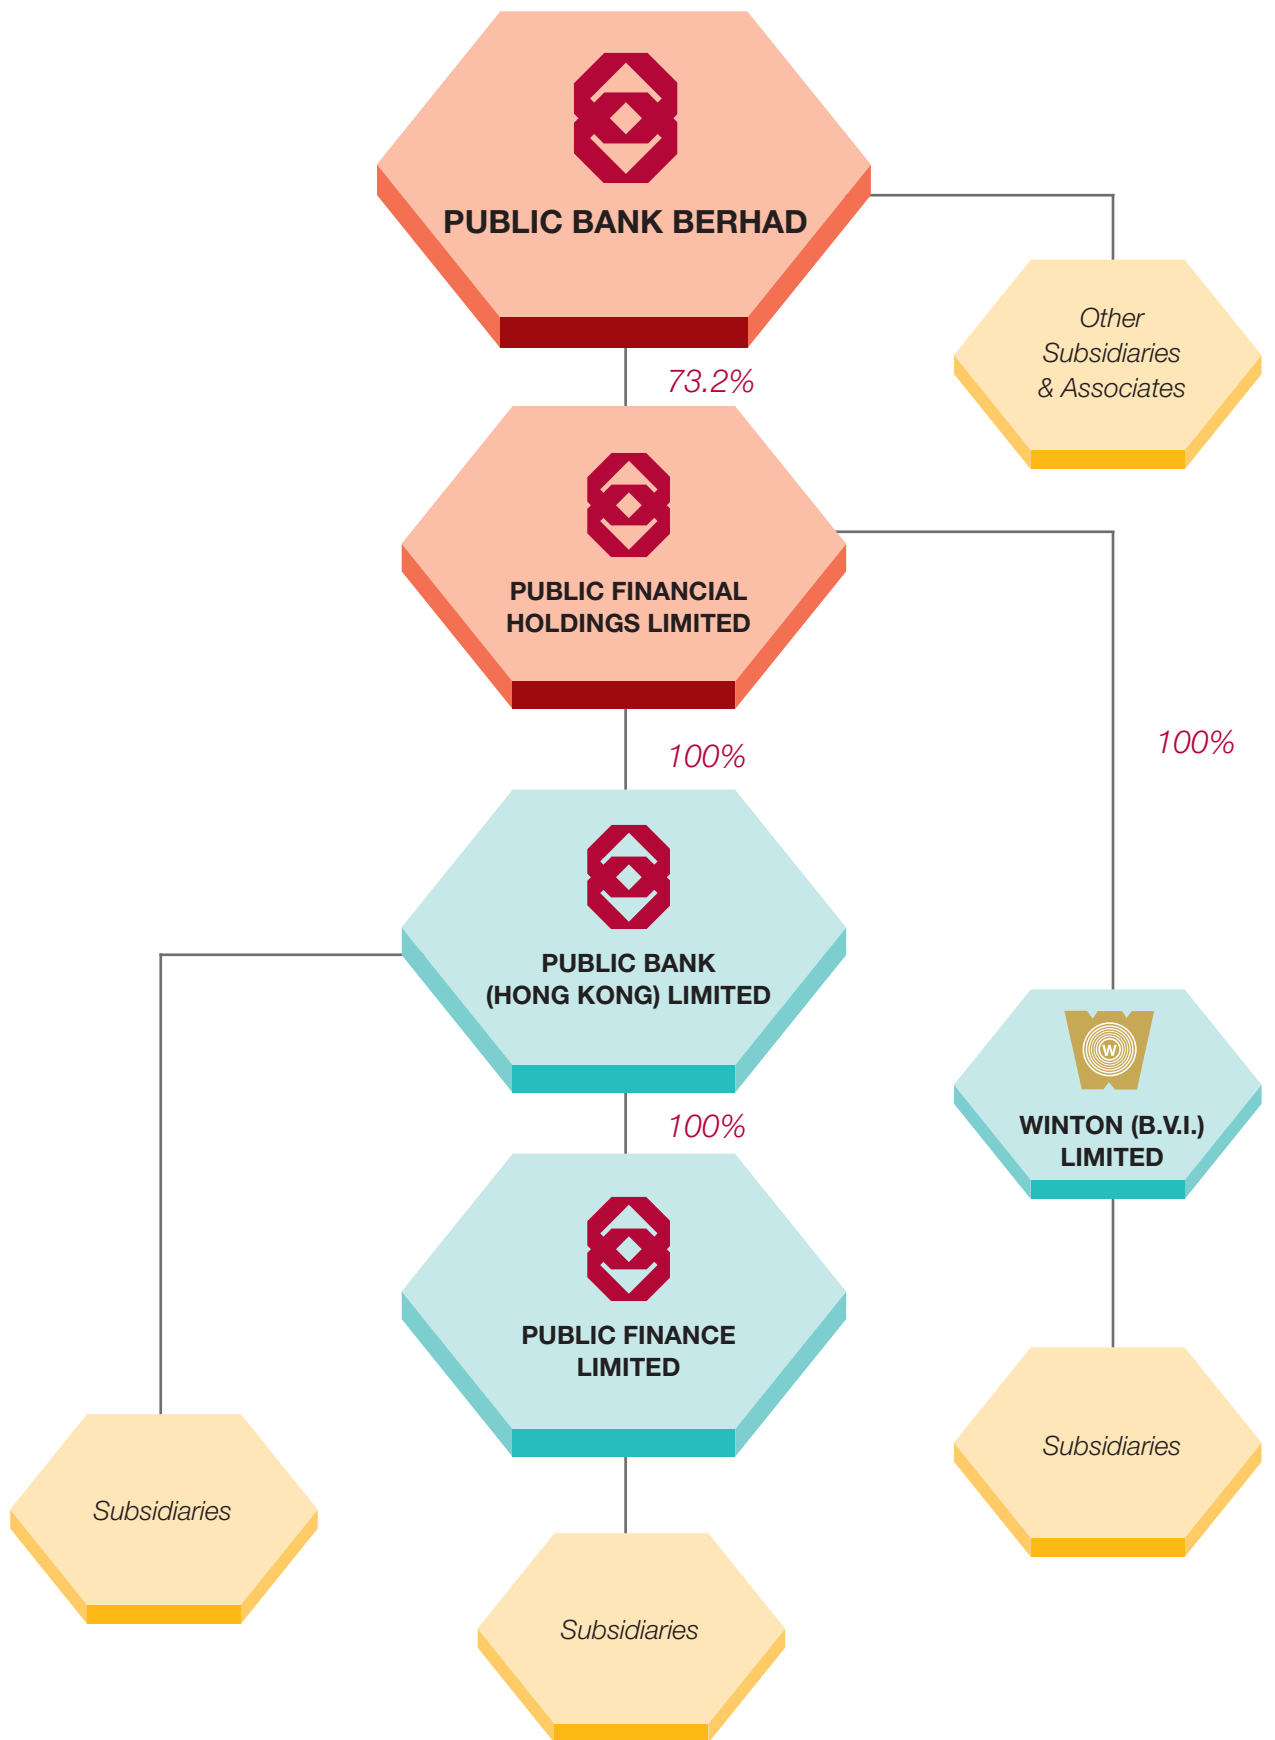 PUBLIC BANK BERHAD
Other
Subsidiaries
& Associates
73.2%
PUBLIC FINANCIAL
HOLDINGS LIMITED
100%
100%
PUBLIC BANK
(HONG KONG) LIMITED
W
WINTON (B.V.I.)
LIMITED
100%
PUBLIC FINANCE
LIMITED
Subsidiaries
Subsidiaries
Subsidiaries